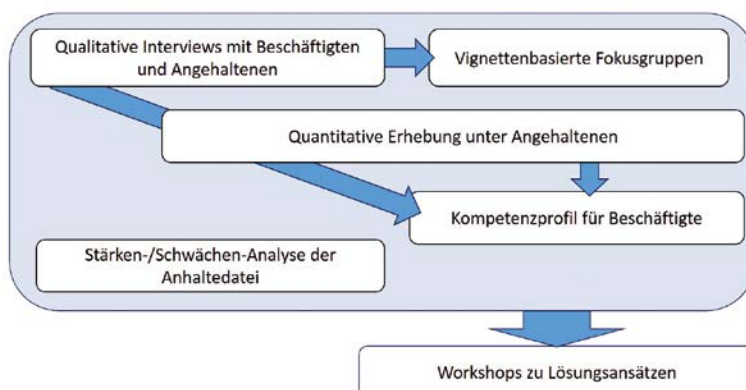 Qualitative Interviews mit Beschäftigten
und Angehaltenen
Vignettenbasierte Fokusgruppen
Quantitative Erhebung unter Angehaltenen
Kompetenzprofil für Beschäftigte
Stärken-/Schwächen-Analyse der
Anhaltedatei
Workshops zu Lösungsansätzen